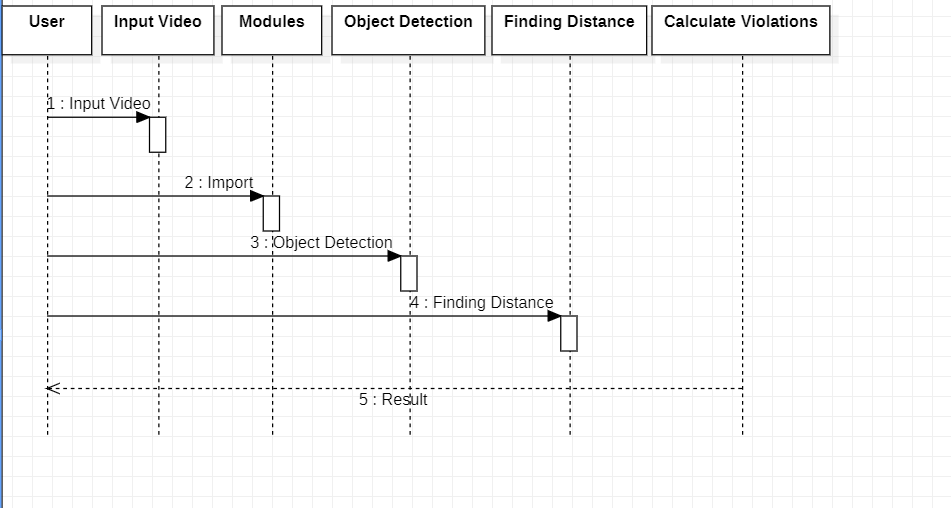 User
Input Video
Modules
Object Detection
Finding Distance
Calculate Violations
1 : Input Video
2 : Import
3 : Object Detection
4 : Finding Distance
5 : Result